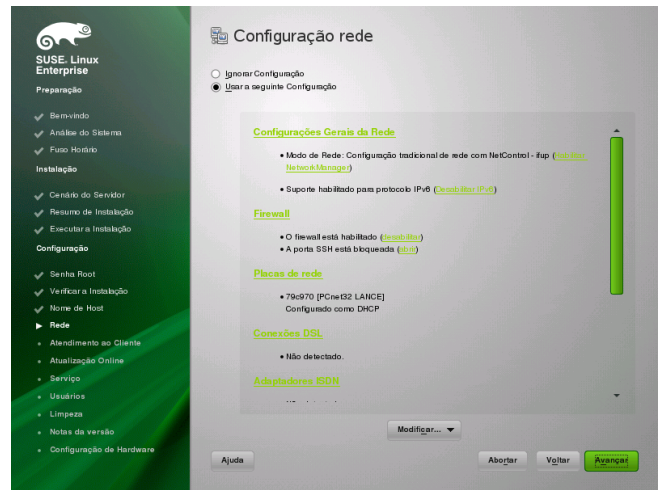 SUSE. Linux
Enterprise
Preparação
Bem-vindo
Análise do Sistema
Fuso Horário
Instalação
Cenário do Servidor
Resumo de Instalação
Executar a Instalação
Configuração
Senha Root
Verificar a Instalação
Nome de Host
Rede
Atendimento ao Cliente
Atualização Online
Serviço
Usuários
Limpeza
Notas da versão
Configuração de Hardware
Configuração rede
Ignorar Configuração
Usar a seguinte Configuração
Configurações Gerais da Rede
Modo de Rede: Configuração tradicional de rede com NetControl - ifup (
NetworkManager)
Suporte habilitado para protocolo IPv6 (Desabilitar IPv6)
Firewall
O firewall está habilitado (desabilitar)
A porta SSH está bloqueada (abrir)
Placas de rede
79c970 [PCnet32 LANCE]
Configurado como DHCP
Conexões DSL
Não detectado.
Adaptadores ISDN
Modificar...
Ajuda
Abortar
Voltar
Avançar